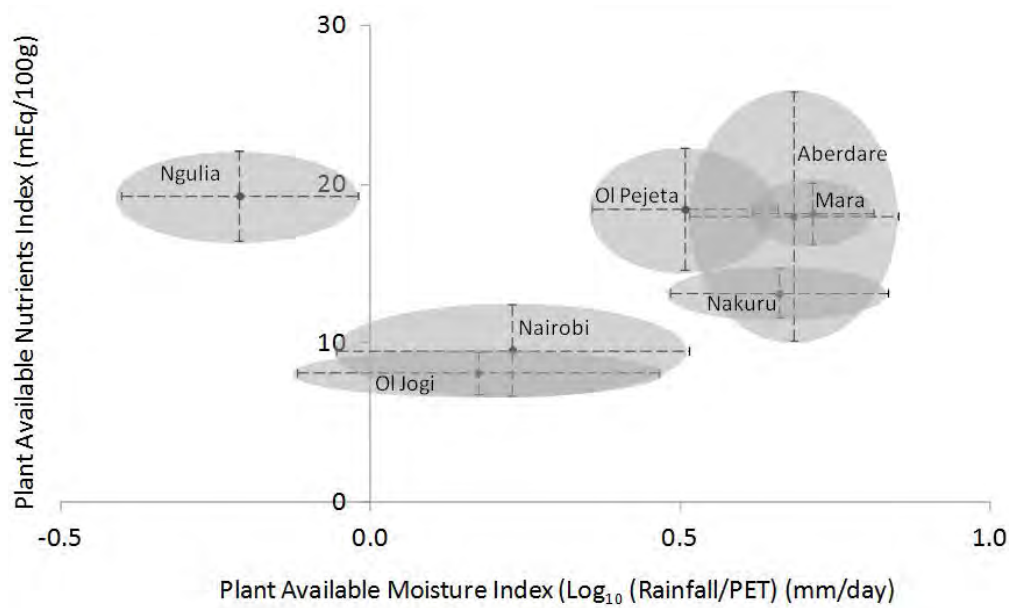 Plant Available Nutrients Index (mEq/100g)
30
20
10
0
Ngulia
Ol Pejeta
Aberdare
Mara
Nakuru
Nairobi
Ol Jogi
-0.5
0.0
0.5
1.0
Plant Available Moisture Index (Log₁₀ (Rainfall/PET) (mm/day)